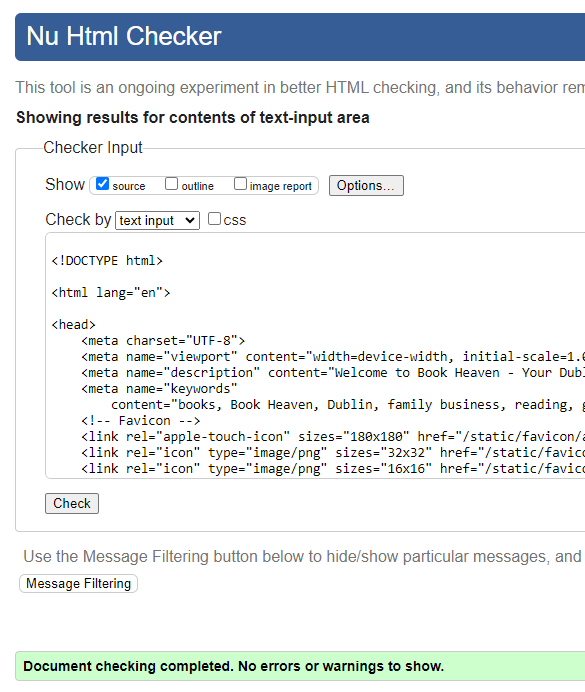 Nu Html Checker
This tool is an ongoing experiment in better HTML checking, and its behavior rem
Showing results for contents of text-input area
Checker Input
Show source outline image report Options...
Check by text input css
<!DOCTYPE html>
<html lang="en">
<head>
<meta charset="UTF-8">
<meta name="viewport" content="width=device-width, initial-scale=1.0
<meta name="description" content="Welcome to Book Heaven - Your Dubl
<meta name="keywords"
content="books, Book Heaven, Dublin, family business, reading, g
<!-- Favicon -->
<link rel="apple-touch-icon" sizes="180x180" href="/static/favicon/a
<link rel="icon" type="image/png" sizes="32x32" href="/static/favico
<link rel="icon" type="image/png" sizes="16x16" href="/static/favico
Check
Use the Message Filtering button below to hide/show particular messages, and
Message Filtering
Document checking completed. No errors or warnings to show.